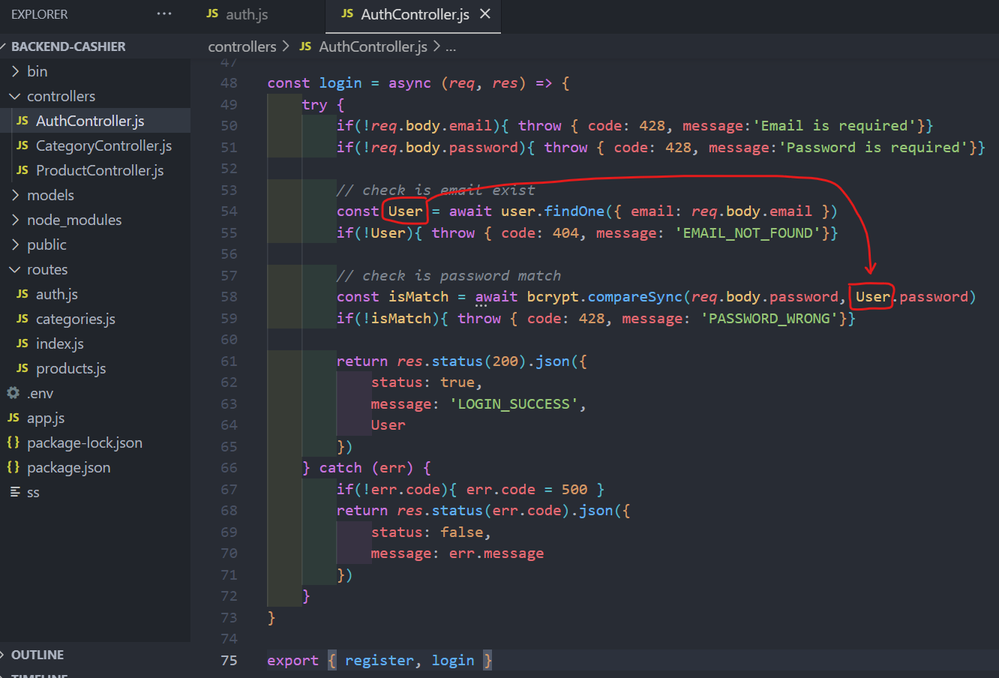 EXPLORER ...
JS auth.js
JS AuthController.js ×
BACKEND-CASHIER
controllers > JS AuthController.js > ...
bin
controllers
JS AuthController.js
JS CategoryController.js
JS ProductController.js
models
node_modules
public
routes
JS auth.js
JS categories.js
JS index.js
JS products.js
.env
JS app.js
{} package-lock.json
{} package.json
ss
OUTLINE
TIMELINE
47
48 const login = async (req, res) => {
49 try {
50 if(!req.body.email){ throw { code: 428, message:'Email is required'}}
51 if(!req.body.password){ throw { code: 428, message:'Password is required'}}
52
53 // check is email exist
54 const User = await user.findOne({ email: req.body.email })
55 if(!User){ throw { code: 404, message: 'EMAIL_NOT_FOUND'}}
56
57 // check is password match
58 const isMatch = await bcrypt.compareSync(req.body.password, User.password)
59 if(!isMatch){ throw { code: 428, message: 'PASSWORD_WRONG'}}
60
61 return res.status(200).json({
62 status: true,
63 message: 'LOGIN_SUCCESS',
64 User
65 })
66 } catch (err) {
67 if(!err.code){ err.code = 500 }
68 return res.status(err.code).json({
69 status: false,
70 message: err.message
71 })
72 }
73 }
74
75 export { register, login }